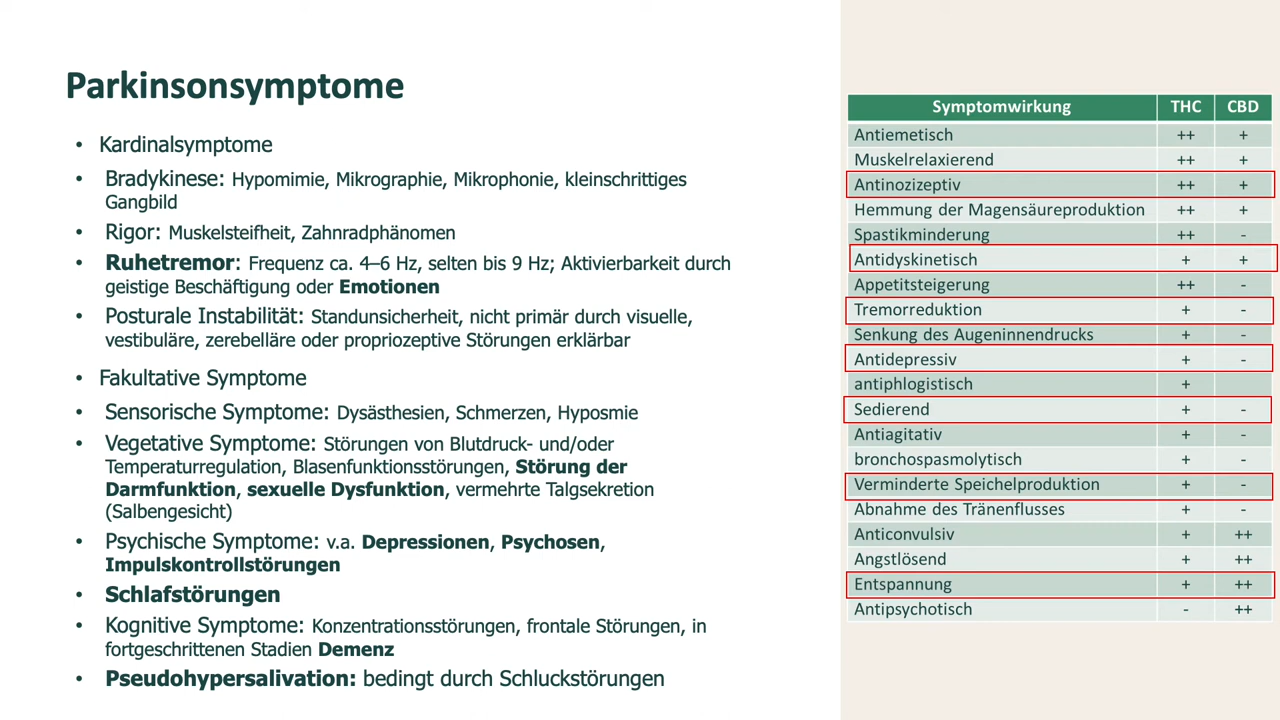 Parkinsonsymptome
• Kardinalsymptome
• Bradykinese: Hypomimie, Mikrographie, Mikrophonie, kleinschrittiges
Gangbild
• Rigor: Muskelsteifheit, Zahnradphänomen
• Ruhetremor: Frequenz ca. 4–6 Hz, selten bis 9 Hz; Aktivierbarkeit durch
geistige Beschäftigung oder Emotionen
• Posturale Instabilität: Standunsicherheit, nicht primär durch visuelle,
vestibuläre, zerebelläre oder propriozeptive Störungen erklärbar
• Fakultative Symptome
• Sensorische Symptome: Dysästhesien, Schmerzen, Hyposmie
• Vegetative Symptome: Störungen von Blutdruck- und/oder
Temperaturregulation, Blasenfunktionsstörungen, Störung der
Darmfunktion, sexuelle Dysfunktion, vermehrte Talgsekretion
(Salbengesicht)
• Psychische Symptome: v.a. Depressionen, Psychosen,
Impulskontrollstörungen
• Schlafstörungen
• Kognitive Symptome: Konzentrationsstörungen, frontale Störungen, in
fortgeschrittenen Stadien Demenz
• Pseudohypersalivation: bedingt durch Schluckstörungen
Symptomwirkung THC CBD
Antiemetisch ++ +
Muskelrelaxierend ++ +
Antinozizeptiv ++ +
Hemmung der Magensäureproduktion ++ +
Spastikminderung ++ -
Antidyskinetisch + +
Appetitsteigerung ++ -
Tremorreduktion + -
Senkung des Augeninnendrucks + -
Antidepressiv + -
antiphlogistisch +
Sedierend + -
Antiagitativ + -
bronchospasmolytisch + -
Verminderte Speichelproduktion + -
Abnahme des Tränenflusses + -
Anticonvulsiv + ++
Angstlösend + ++
Entspannung + ++
Antipsychotisch - ++